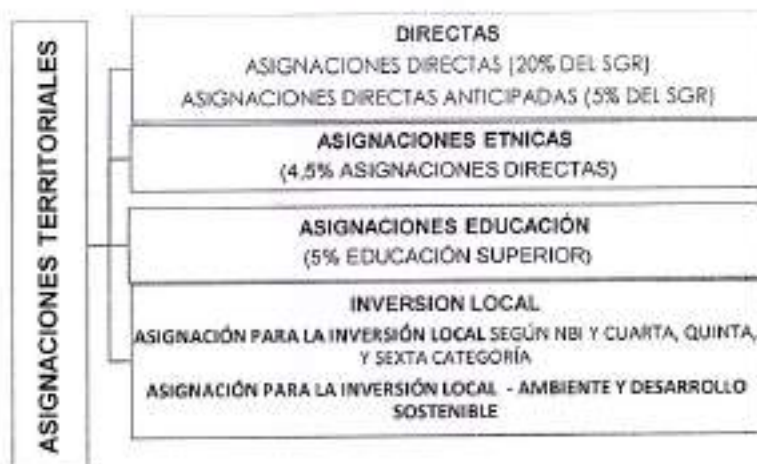 ASIGNACIONES TERRITORIALES
DIRECTAS
ASIGNACIONES DIRECTAS (20% DEL SGR)
ASIGNACIONES DIRECTAS ANTICIPADAS (5% DEL SGR)
ASIGNACIONES ETNICAS
(4,5% ASIGNACIONES DIRECTAS)
ASIGNACIONES EDUCACIÓN
(5% EDUCACIÓN SUPERIOR)
INVERSION LOCAL
ASIGNACIÓN PARA LA INVERSIÓN LOCAL SEGÚN NBI Y CUARTA, QUINTA,
Y SEXTA CATEGORÍA
ASIGNACIÓN PARA LA INVERSIÓN LOCAL - AMBIENTE Y DESARROLLO
SOSTENIBLE